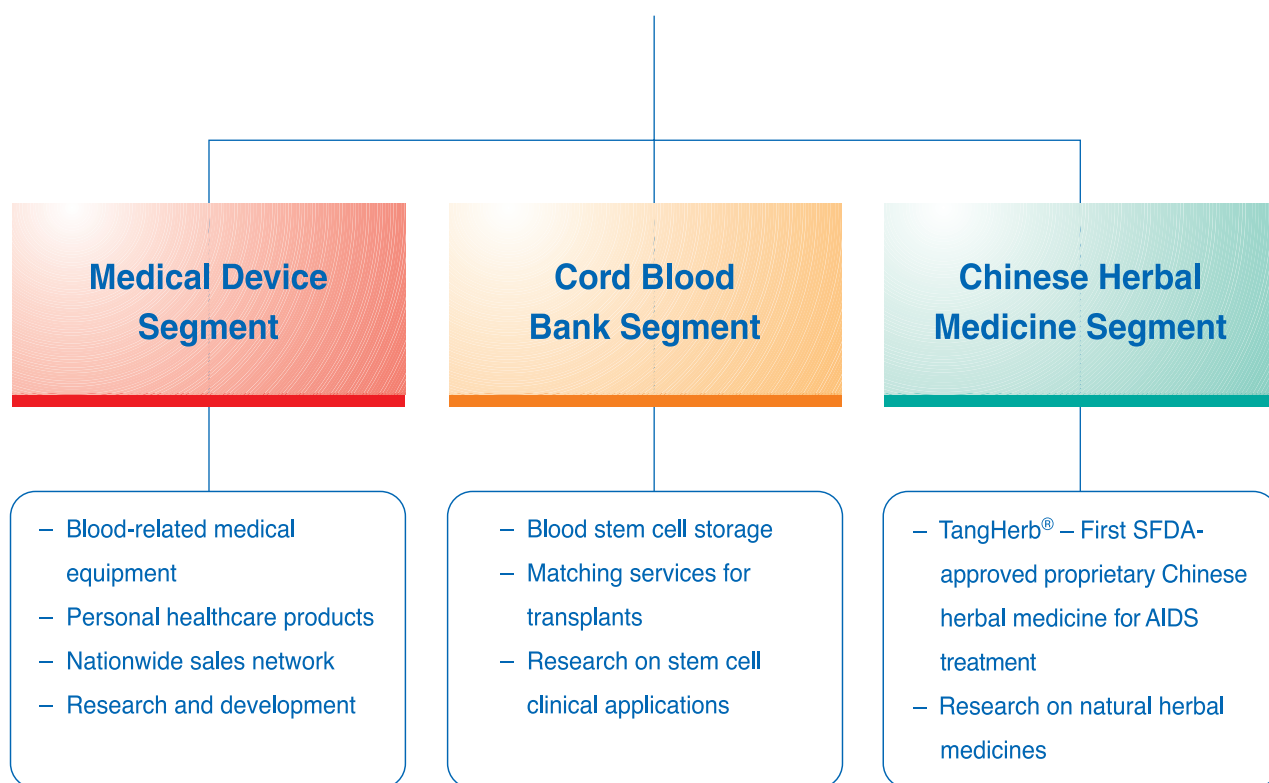 Medical Device
Segment
Cord Blood
Bank Segment
Chinese Herbal
Medicine Segment
– Blood-related medical
equipment
– Personal healthcare products
– Nationwide sales network
– Research and development
– Blood stem cell storage
– Matching services for
transplants
– Research on stem cell
clinical applications
– TangHerb® – First SFDA-
approved proprietary Chinese
herbal medicine for AIDS
treatment
– Research on natural herbal
medicines